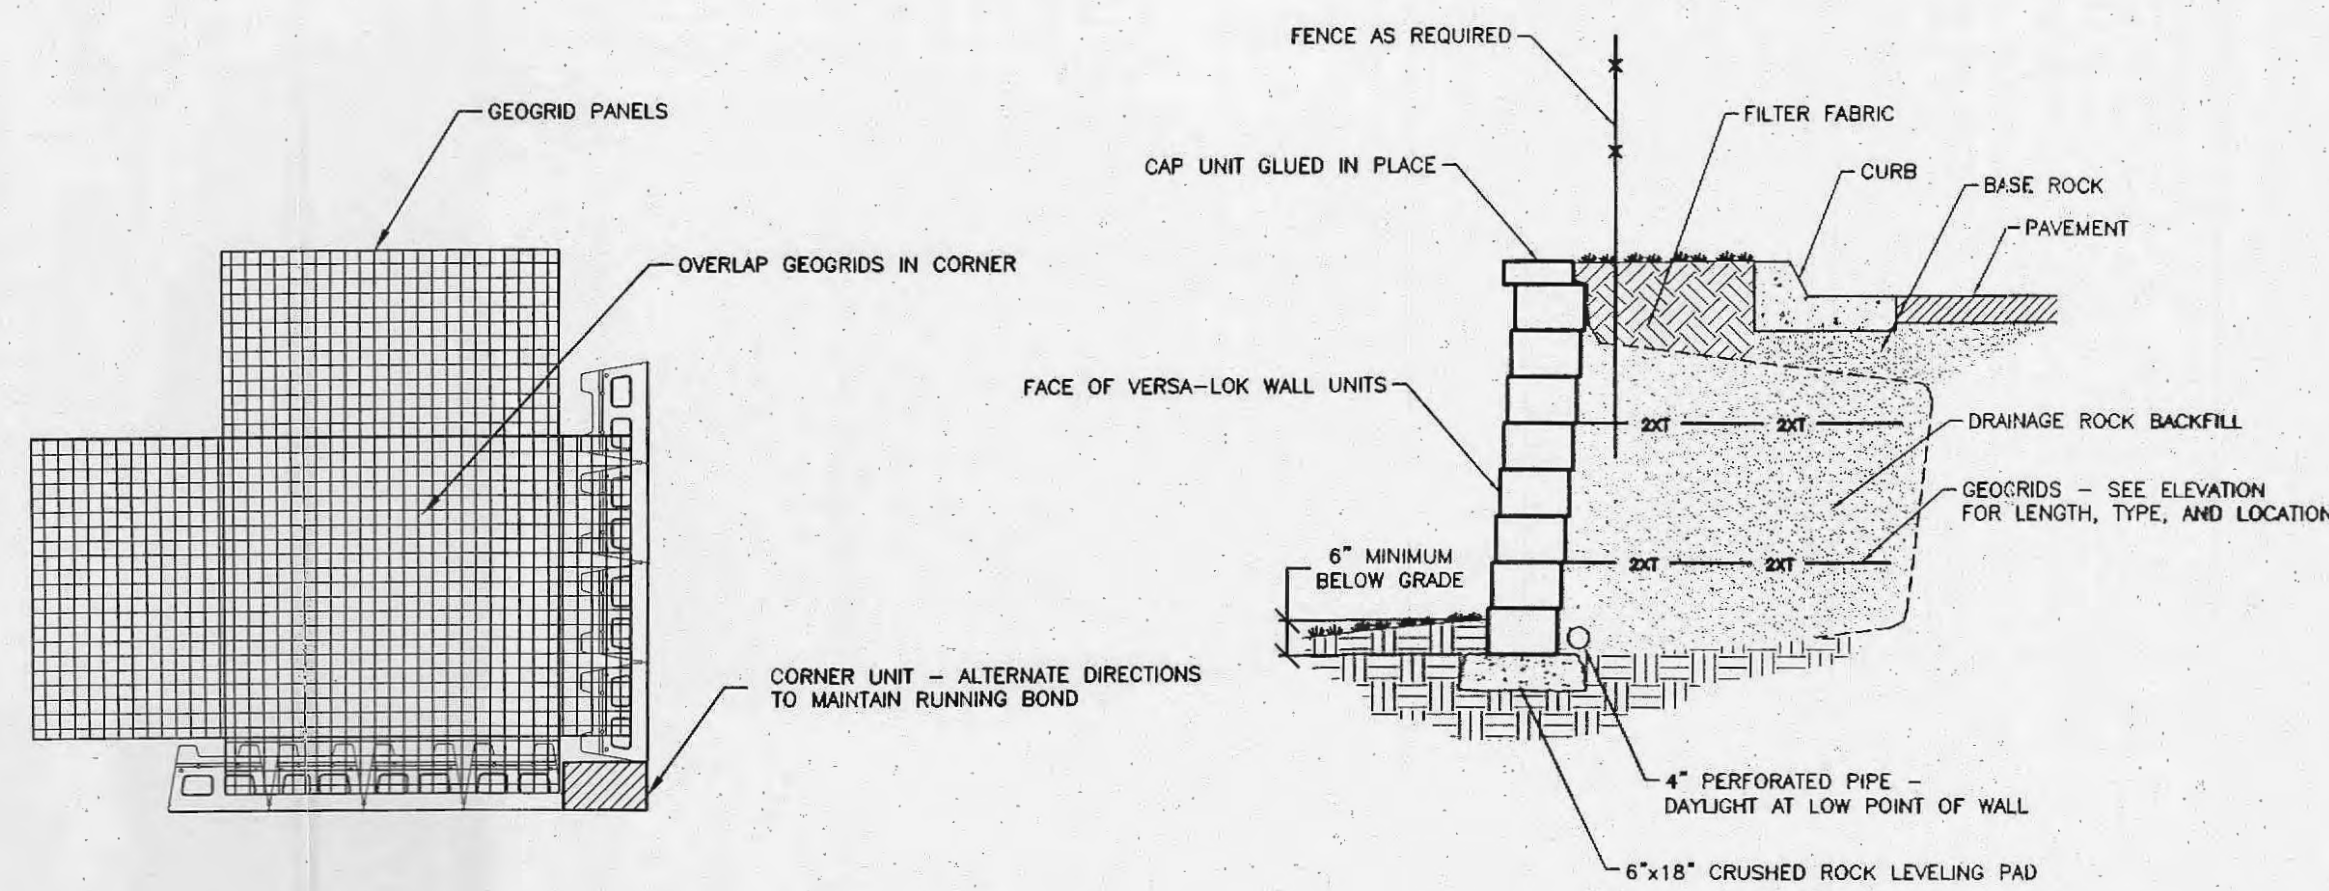 GEOGRID PANELS
OVERLAP GEOGRIDS IN CORNER
CORNER UNIT - ALTERNATE DIRECTIONS
TO MAINTAIN RUNNING BOND
FENCE AS REQUIRED
FILTER FABRIC
CAP UNIT GLUED IN PLACE
CURB
BASE ROCK
PAVEMENT
FACE OF VERSA-LOK WALL UNITS
2XT 2XT
DRAINAGE ROCK BACKFILL
GEOGRIDS - SEE ELEVATION
FOR LENGTH, TYPE, AND LOCATION
6" MINIMUM
BELOW GRADE
2XT 2XT
4" PERFORATED PIPE -
DAYLIGHT AT LOW POINT OF WALL
6"x18" CRUSHED ROCK LEVELING PAD